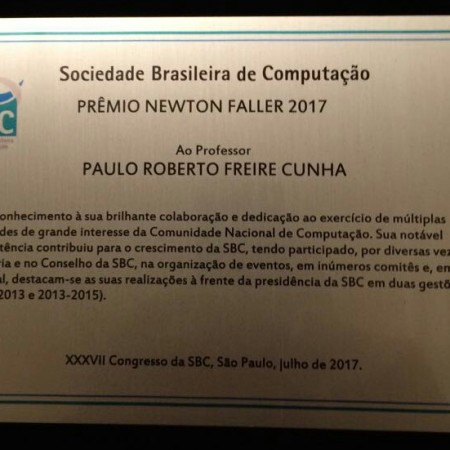 Sociedade Brasileira de Computação
PRÊMIO NEWTON FALLER 2017
Ao Professor
PAULO ROBERTO FREIRE CUNHA
onhecimento à sua brilhante colaboração e dedicação ao exercício de múltiplas
des de grande interesse da Comunidade Nacional de Computação. Sua notável
tência contribuiu para o crescimento da SBC, tendo participado, por diversas vez
ria e no Conselho da SBC, na organização de eventos, em inúmeros comitês e, em
al, destacam-se as suas realizações à frente da presidência da SBC em duas gestõ
2013 e 2013-2015).
XXXVII Congresso da SBC, São Paulo, julho de 2017.